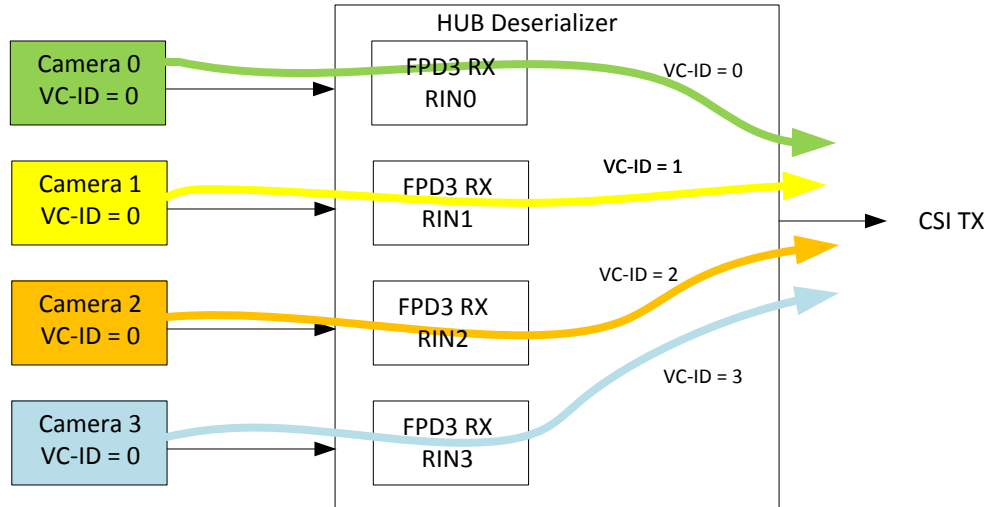 HUB Deserializer
Camera 0
VC-ID = 0
FPD3 RX
RIN0
VC-ID = 0
Camera 1
VC-ID = 0
FPD3 RX
RIN1
VC-ID = 1
CSI TX
Camera 2
VC-ID = 0
FPD3 RX
RIN2
VC-ID = 2
Camera 3
VC-ID = 0
FPD3 RX
RIN3
VC-ID = 3